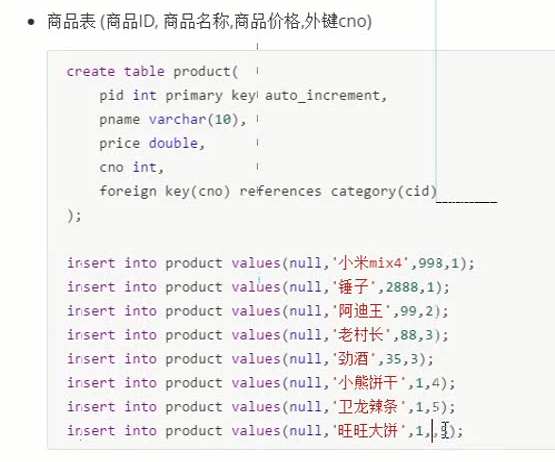 商品表 (商品ID, 商品名称,商品价格,外键cno)
create table product(
pid int primary key auto_increment,
pname varchar(10),
price double,
cno int,
foreign key(cno) references category(cid)
);
insert into product values(null,'小米mix4',998,1);
insert into product values(null,'锤子',2888,1);
insert into product values(null,'阿迪王',99,2);
insert into product values(null,'老村长',88,3);
insert into product values(null,'劲酒',35,3);
insert into product values(null,'小熊饼干',1,4);
insert into product values(null,'卫龙辣条',1,5);
insert into product values(null,'旺旺大饼',1,